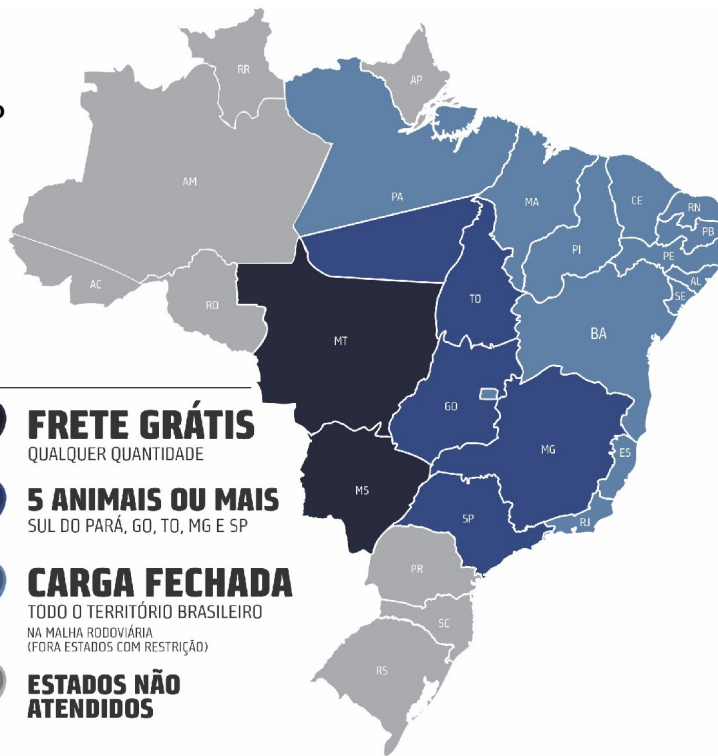 RR
AP
AM
PA
MA
CE
RN
PB
PI
PE
AL
SE
AC
RO
TO
BA
MT
GO
MG
ES
MS
SP
RJ
PR
SC
RS
FRETE GRÁTIS
QUALQUER QUANTIDADE
5 ANIMAIS OU MAIS
SUL DO PARÁ, GO, TO, MG E SP
CARGA FECHADA
TODO O TERRITÓRIO BRASILEIRO
NA MALHA RODOVIÁRIA
(FORA ESTADOS COM RESTRIÇÃO)
ESTADOS NÃO
ATENDIDOS